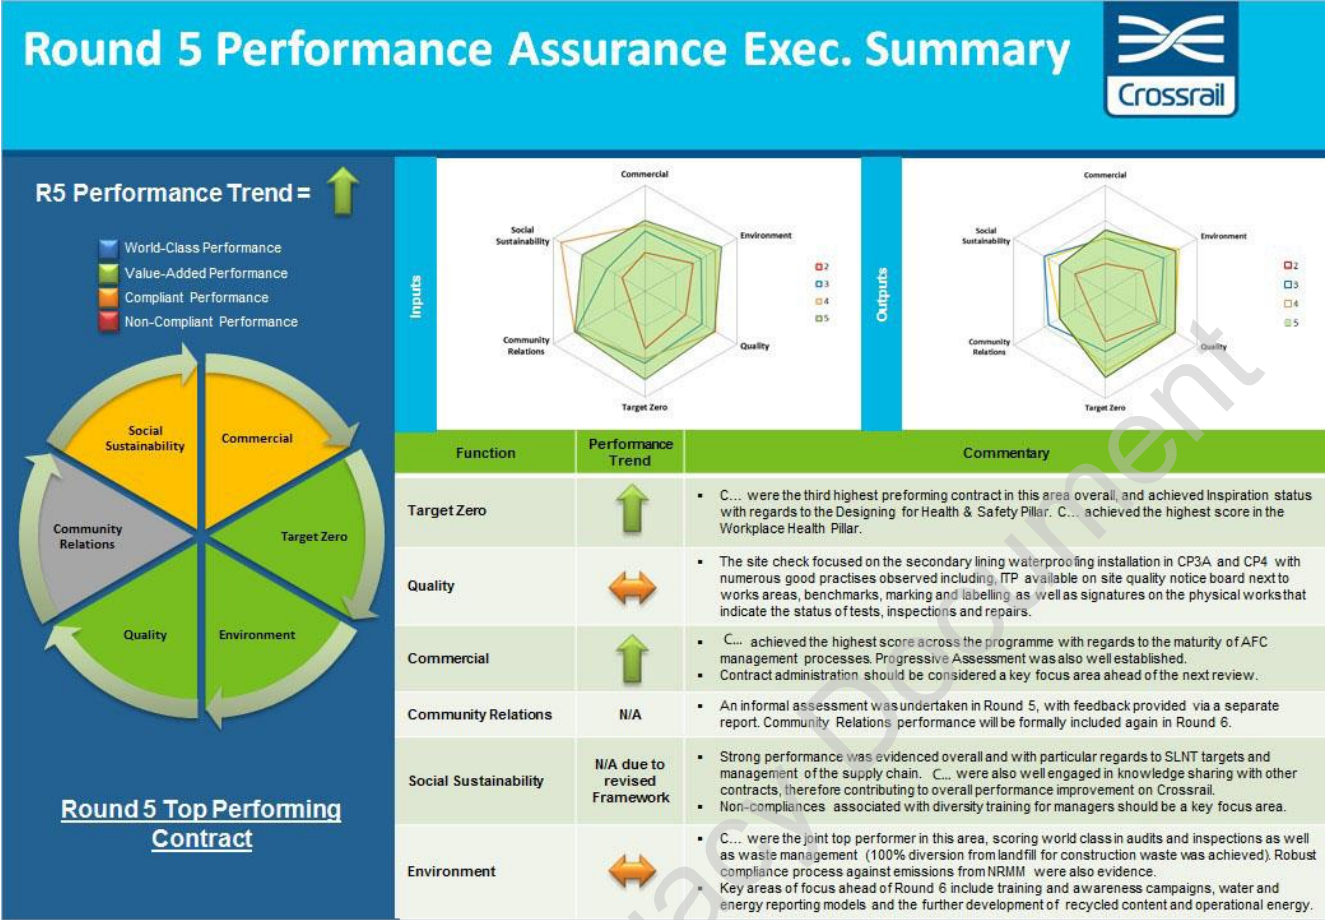 Round 5 Performance Assurance Exec. Summary
Crossrail
R5 Performance Trend =
World-Class Performance
Value-Added Performance
Compliant Performance
Non-Compliant Performance
Social
Sustainability
Commercial
Community
Relations
Target Zero
Quality
Environment
Round 5 Top Performing
Contract
Inputs
Commercial
Social
Sustainability
Environment
2
3
4
5
Community
Relations
Quality
Target Zero
Outputs
Commercial
Social
Sustainability
Environment
2
3
4
5
Community
Relations
Quality
Target Zero
Function
Performance
Trend
Commentary
Target Zero
▪ C... were the third highest preforming contract in this area overall, and achieved Inspiration status
with regards to the Designing for Health & Safety Pillar. C... achieved the highest score in the
Workplace Health Pillar.
Quality
▪ The site check focused on the secondary lining waterproofing installation in CP3A and CP4 with
numerous good practises observed including, ITP available on site quality notice board next to
works areas, benchmarks, marking and labelling as well as signatures on the physical works that
indicate the status of tests, inspections and repairs.
Commercial
▪ C... achieved the highest score across the programme with regards to the maturity of AFC
management processes. Progressive Assessment was also well established.
▪ Contract administration should be considered a key focus area ahead of the next review.
Community Relations
N/A
▪ An informal assessment was undertaken in Round 5, with feedback provided via a separate
report. Community Relations performance will be formally included again in Round 6.
Social Sustainability
N/A due to
revised
Framework
▪ Strong performance was evidenced overall and with particular regards to SLNT targets and
management of the supply chain. C... were also well engaged in knowledge sharing with other
contracts, therefore contributing to overall performance improvement on Crossrail.
▪ Non-compliances associated with diversity training for managers should be a key focus area.
Environment
▪ C... were the joint top performer in this area, scoring world class in audits and inspections as well
as waste management (100% diversion from landfill for construction waste was achieved). Robust
compliance process against emissions from NRMM were also evidence.
▪ Key areas of focus ahead of Round 6 include training and awareness campaigns, water and
energy reporting models and the further development of recycled content and operational energy.
acy Document